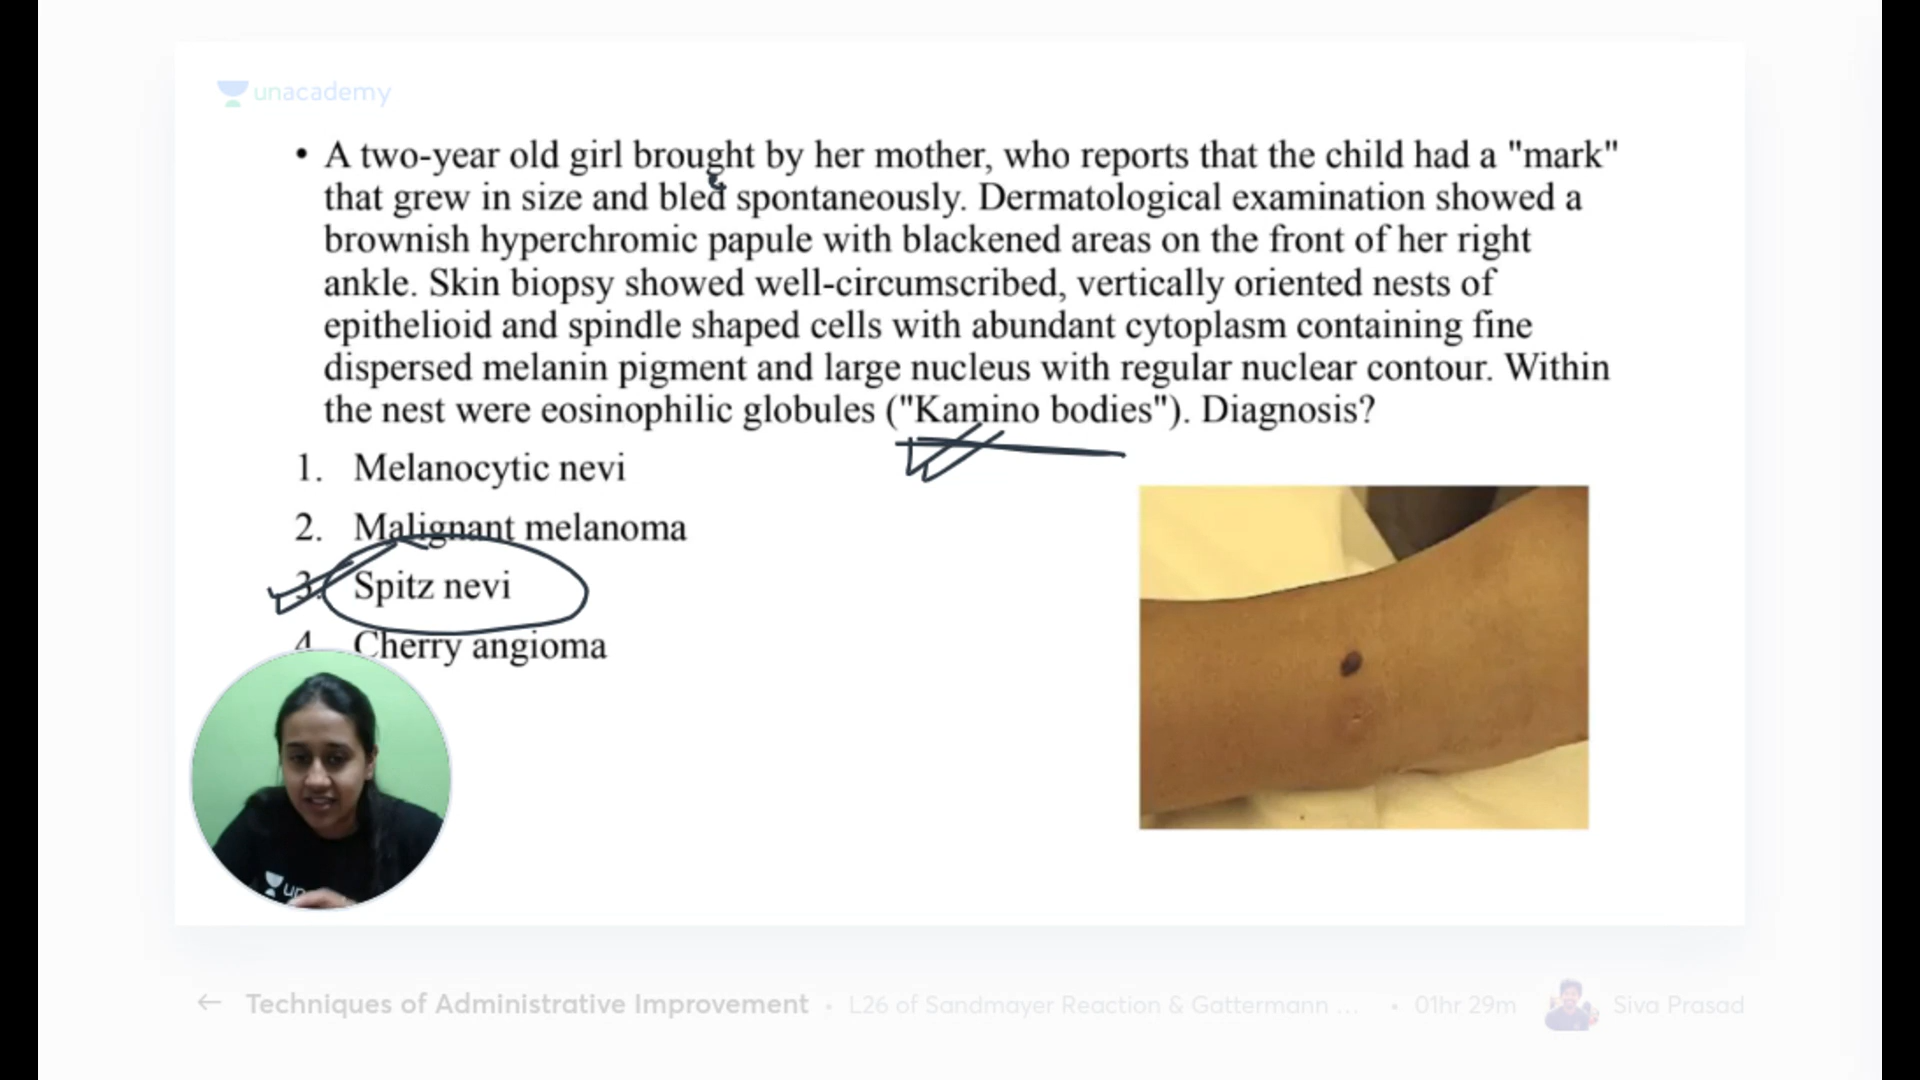 unacademy
• A two-year old girl brought by her mother, who reports that the child had a "mark"
that grew in size and bled spontaneously. Dermatological examination showed a
brownish hyperchromic papule with blackened areas on the front of her right
ankle. Skin biopsy showed well-circumscribed, vertically oriented nests of
epithelioid and spindle shaped cells with abundant cytoplasm containing fine
dispersed melanin pigment and large nucleus with regular nuclear contour. Within
the nest were eosinophilic globules ("Kamino bodies"). Diagnosis?
1. Melanocytic nevi
2. Malignant melanoma
3. Spitz nevi
4. Cherry angioma
un
← Techniques of Administrative Improvement • L26 of Sandmayer Reaction & Gattermann ... • 01hr 29m Siva Prasad